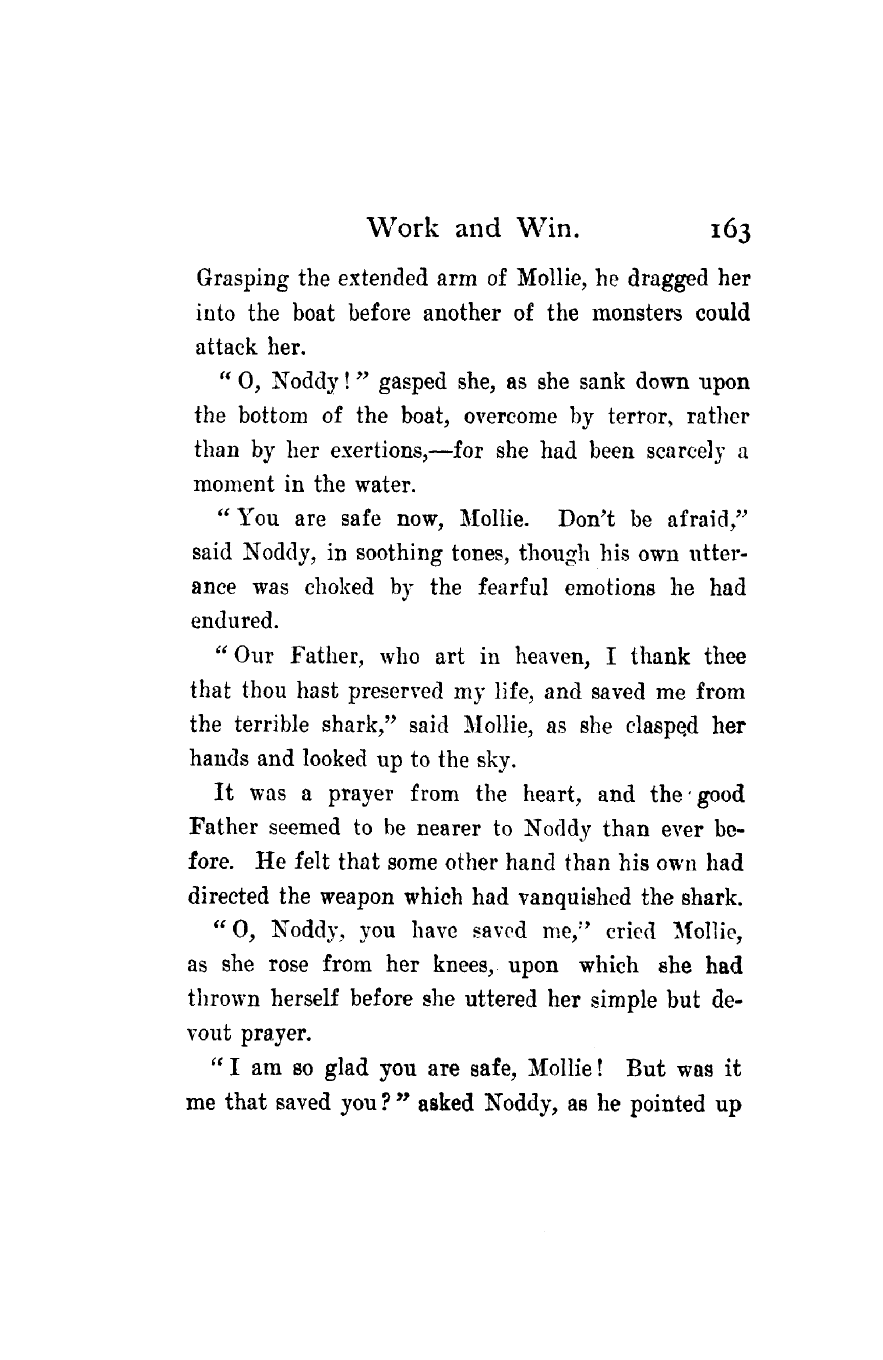 Work and Win. 163
Grasping the extended arm of Mollie, he dragged her
into the boat before another of the monsters could
attack her.
“ O, Noddy! ” gasped she, as she sank down upon
the bottom of the boat, overcome by terror, rather
than by her exertions,—for she had been scarcely a
moment in the water.
“ You are safe now, Mollie. Don’t be afraid,”
said Noddy, in soothing tones, though his own utter-
ance was choked by the fearful emotions he had
endured.
“ Our Father, who art in heaven, I thank thee
that thou hast preserved my life, and saved me from
the terrible shark,” said Mollie, as she clasped her
hands and looked up to the sky.
It was a prayer from the heart, and the good
Father seemed to be nearer to Noddy than ever be-
fore. He felt that some other hand than his own had
directed the weapon which had vanquished the shark.
“ O, Noddy, you have saved me,” cried Mollie,
as she rose from her knees, upon which she had
thrown herself before she uttered her simple but de-
vout prayer.
“ I am so glad you are safe, Mollie! But was it
me that saved you? ” asked Noddy, as he pointed up